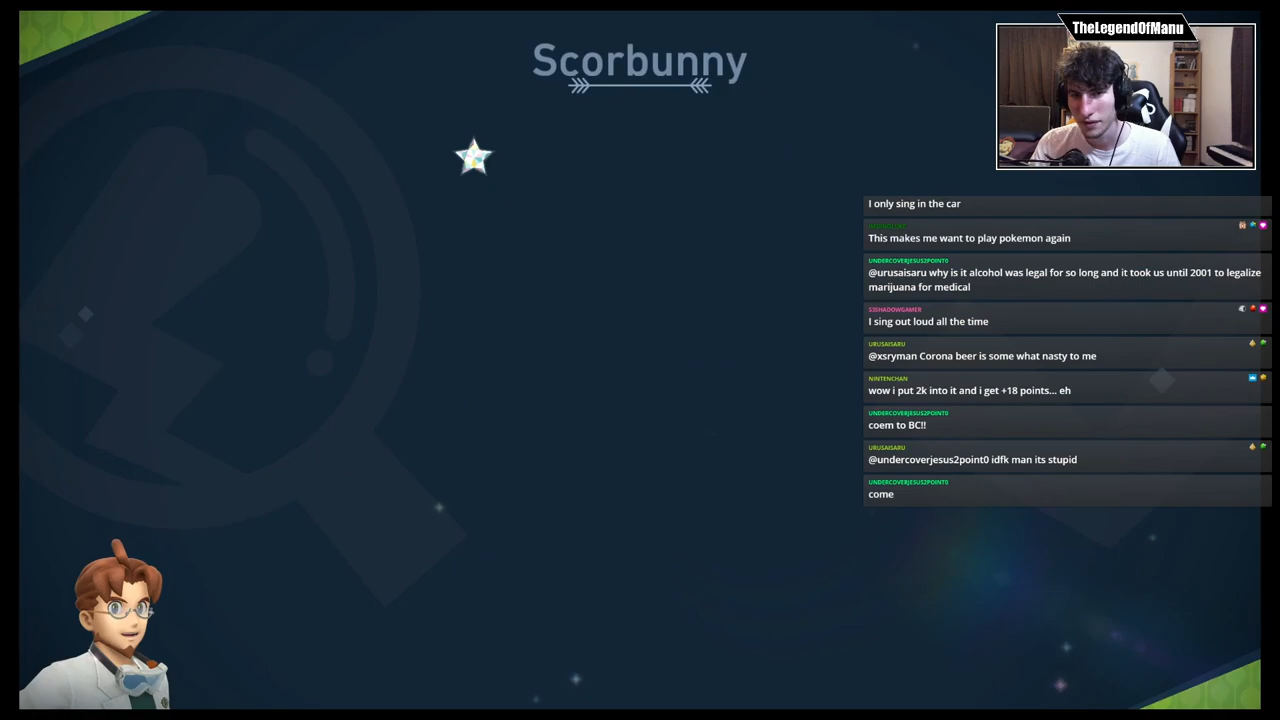 TheLegendOfManu
Scorbunny
I only sing in the car
This makes me want to play pokemon again
UNDERCOVERJESUS2POINT0
@urusaisaru why is it alcohol was legal for so long and it took us until 2001 to legalize
marijuana for medical
S3SHADOWGAMER
I sing out loud all the time
URUSAISARU
@xsryman Corona beer is some what nasty to me
NINTENCHAN
wow i put 2k into it and i get +18 points... eh
UNDERCOVERJESUS2POINT0
coem to BC!!
URUSAISARU
@undercoverjesus2point0 idfk man its stupid
UNDERCOVERJESUS2POINT0
come